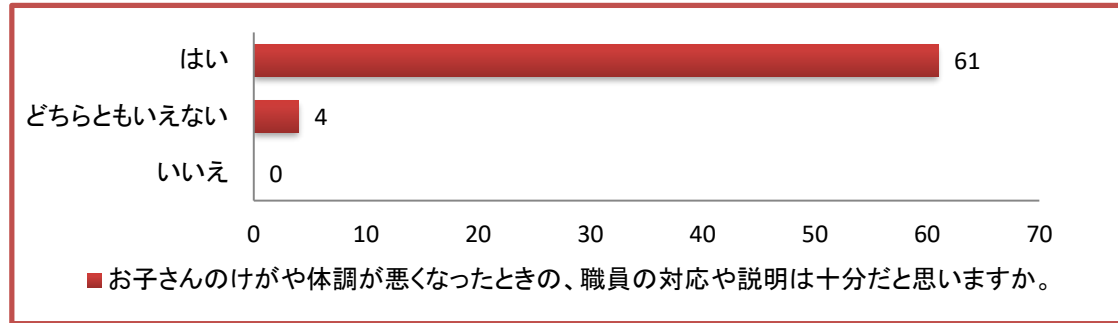 はい 61
どちらともいえない 4
いいえ 0
0 10 20 30 40 50 60 70
お子さんのけがや体調が悪くなったときの、職員の対応や説明は十分だと思いますか。